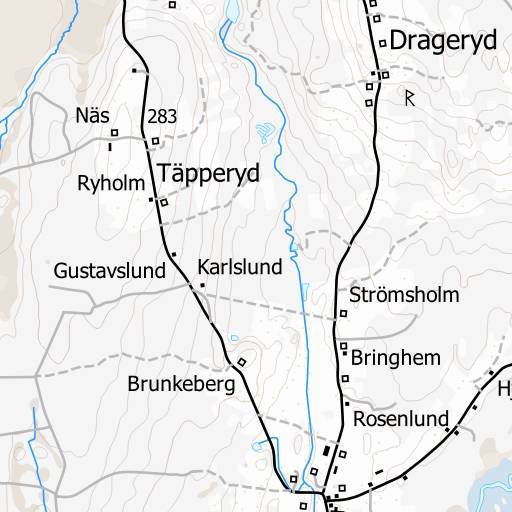 Drageryd
ᚱ
Näs
283
Täpperyd
Ryholm
Gustavslund
Karlslund
Strömsholm
Bringhem
Brunkeberg
Rosenlund